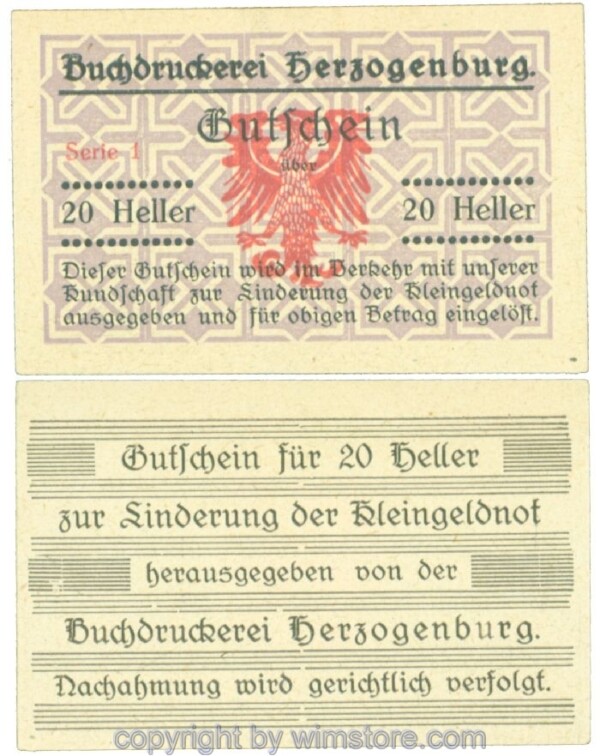 Buchdruckerei Herzogenburg.
Gutschein
Serie 1
über
20 Heller 20 Heller
Dieser Gutschein wird im Verkehr mit unserer
Kundschaft zur Linderung der Kleingeldnot
ausgegeben und für obigen Betrag eingelöst.
Gutschein für 20 Heller
zur Linderung der Kleingeldnot
herausgegeben von der
Buchdruckerei Herzogenburg.
Nachahmung wird gerichtlich verfolgt.
copyright by wimstore.com